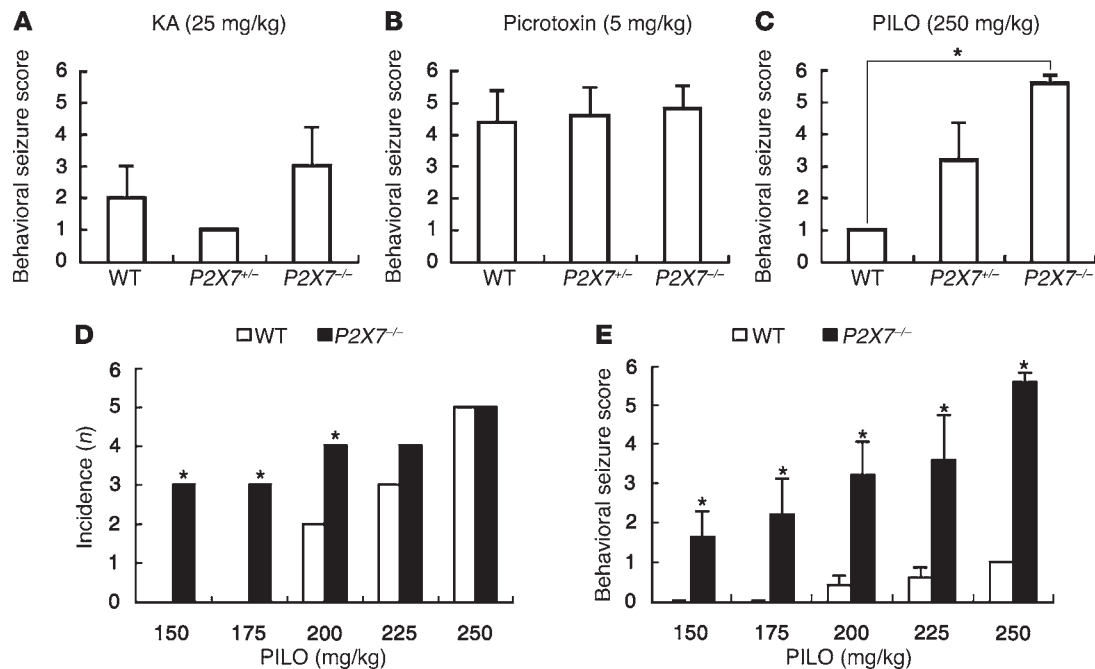 A KA (25 mg/kg)
Behavioral seizure score
6
5
4
3
2
1
0
WT P2X7+/– P2X7–/–
B Picrotoxin (5 mg/kg)
Behavioral seizure score
6
5
4
3
2
1
0
WT P2X7+/– P2X7–/–
C PILO (250 mg/kg)
Behavioral seizure score
6
5
4
3
2
1
0
*
WT P2X7+/– P2X7–/–
D WT P2X7–/–
Incidence (n)
6
5
4
3
2
1
0
* * *
150 175 200 225 250
PILO (mg/kg)
E WT P2X7–/–
Behavioral seizure score
6
5
4
3
2
1
0
* * * * *
150 175 200 225 250
PILO (mg/kg)